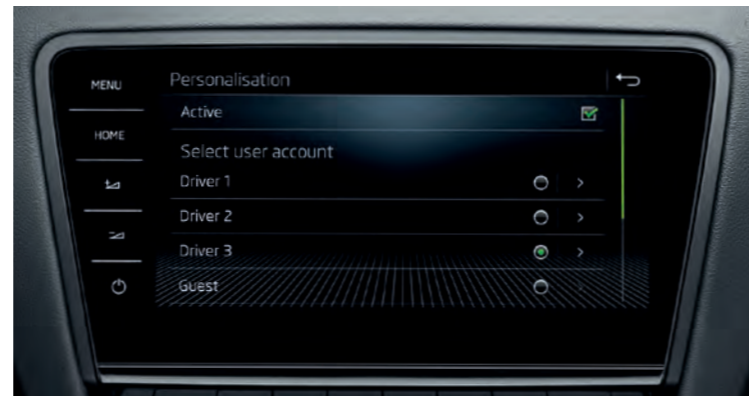 MENU
Personalisation
Active
HOME
Select user account
Driver 1
Driver 2
Driver 3
Guest